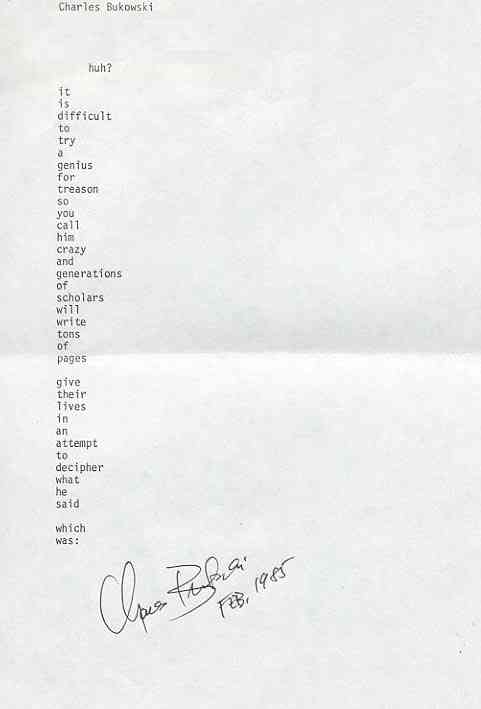 Charles Bukowski
huh?
it
is
difficult
to
try
a
genius
for
treason
so
you
call
him
crazy
and
generations
of
scholars
will
write
tons
of
pages
give
their
lives
in
an
attempt
to
decipher
what
he
said
which
was:
Charles Bukowski
FEB. 1985